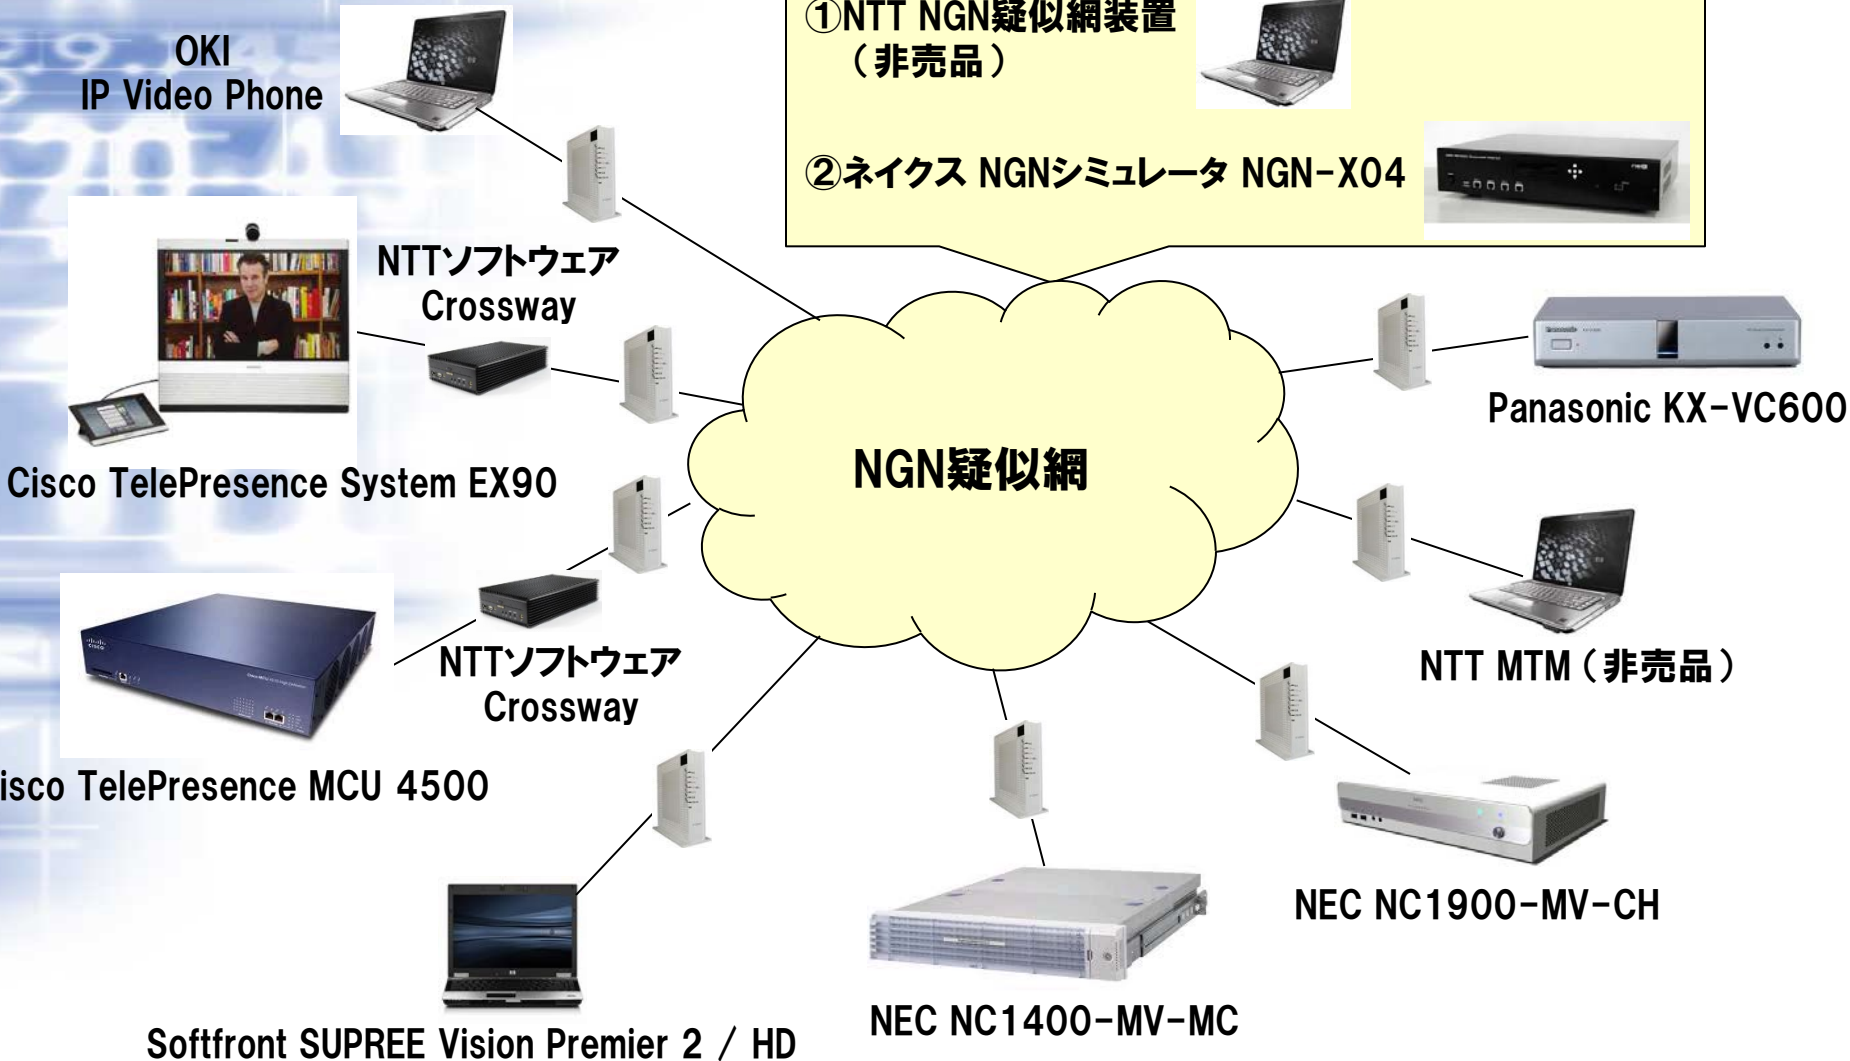 ①NTT NGN疑似網装置
（非売品）
②ネイクス NGNシミュレータ NGN-X04
OKI
IP Video Phone
NTTソフトウェア
Crossway
Cisco TelePresence System EX90
NGN疑似網
Panasonic KX-VC600
NTTソフトウェア
Crossway
isco TelePresence MCU 4500
NTT MTM（非売品）
NEC NC1900-MV-CH
NEC NC1400-MV-MC
Softfront SUPREE Vision Premier 2 / HD